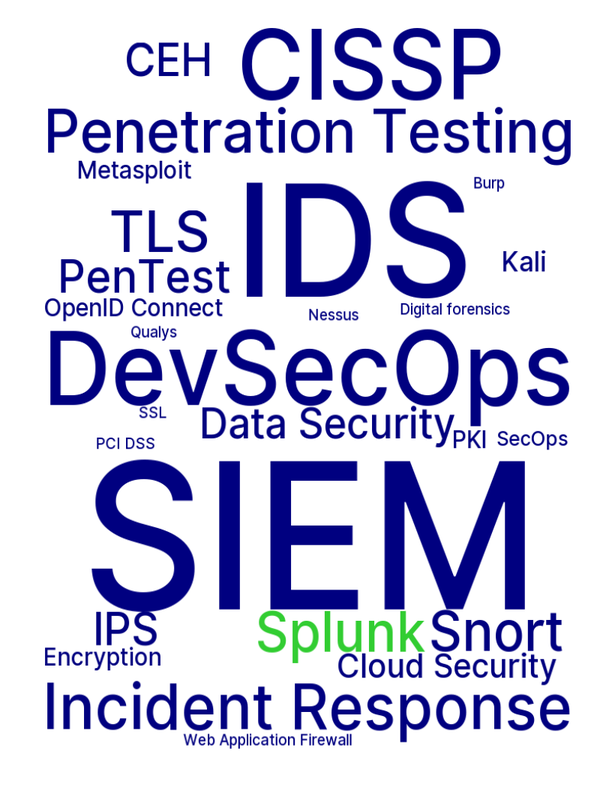 CEH CISSP
Penetration Testing
Metasploit
Burp
IDS
TLS
Kali
PenTest
OpenID Connect
Nessus
Digital forensics
Qualys
DevSecOps
SSL
Data Security
PKI
SecOps
PCI DSS
SIEM
IPS
Splunk
Snort
Encryption
Cloud Security
Incident Response
Web Application Firewall